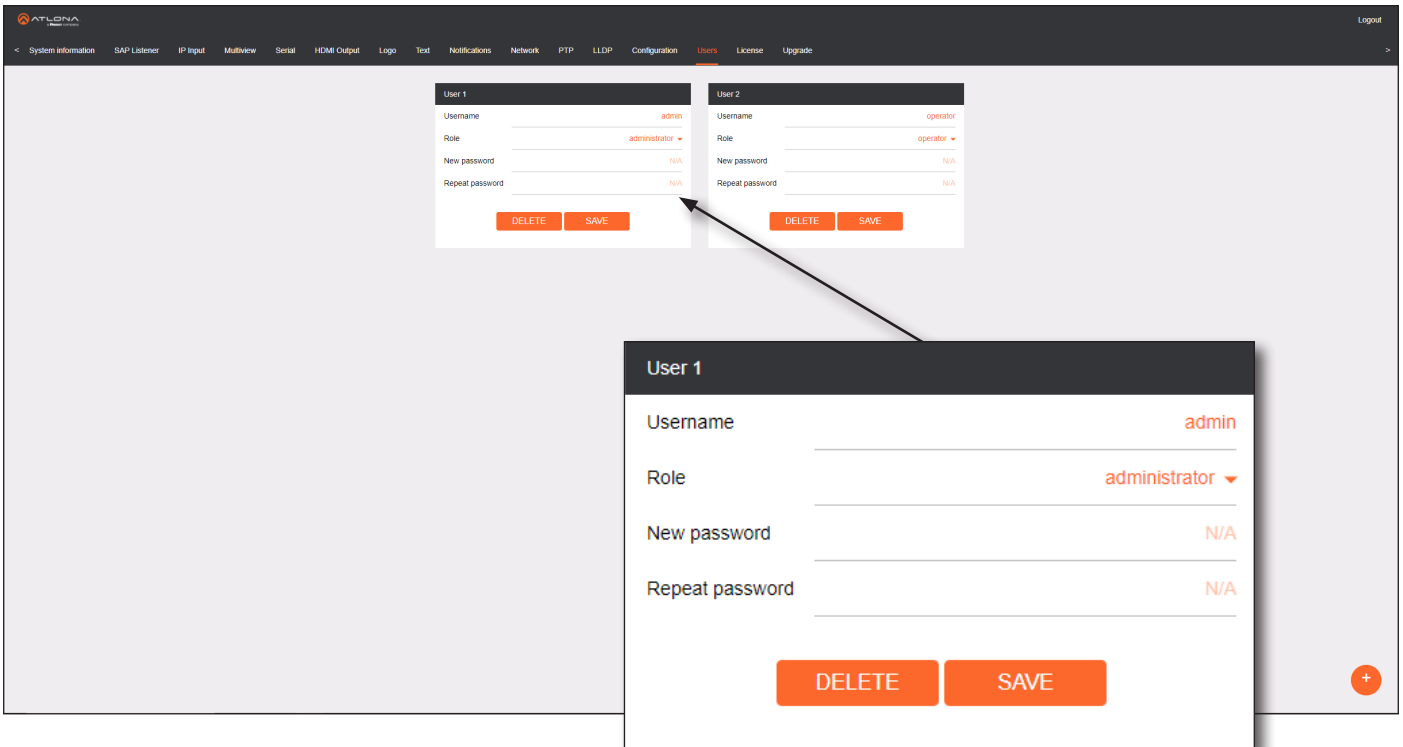 ATLONA
Logout
< System information SAP Listener IP Input Multiview Serial HDMI Output Logo Text Notifications Network PTP LLDP Configuration Users License Upgrade >
User 1
Username admin
Role administrator
New password N/A
Repeat password N/A
DELETE SAVE
User 2
Username operator
Role operator
New password N/A
Repeat password N/A
DELETE SAVE
User 1
Username admin
Role administrator
New password N/A
Repeat password N/A
DELETE SAVE
+